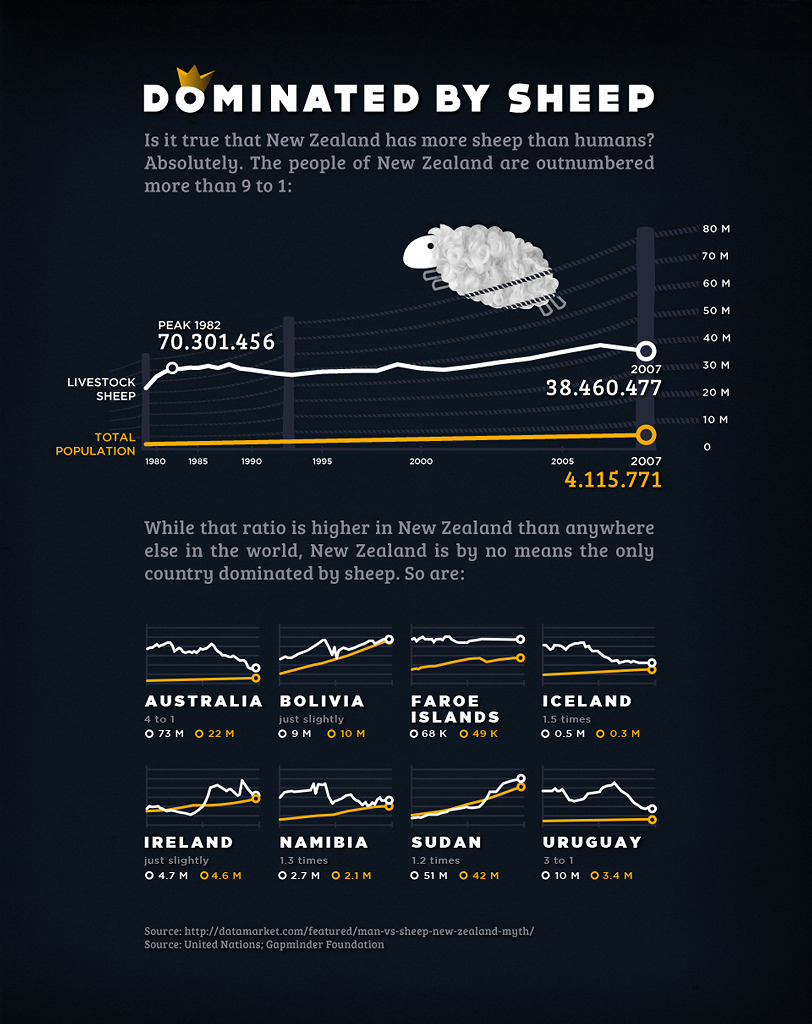 DOMINATED BY SHEEP
Is it true that New Zealand has more sheep than humans?
Absolutely. The people of New Zealand are outnumbered
more than 9 to 1:
80 M
70 M
60 M
50 M
40 M
30 M
20 M
10 M
0
PEAK 1982
70.301.456
LIVESTOCK
SHEEP
2007
38.460.477
TOTAL
POPULATION
1980 1985 1990 1995 2000 2005 2007
4.115.771
While that ratio is higher in New Zealand than anywhere
else in the world, New Zealand is by no means the only
country dominated by sheep. So are:
AUSTRALIA
4 to 1
73 M 22 M
BOLIVIA
just slightly
9 M 10 M
FAROE
ISLANDS
68 K 49 K
ICELAND
1.5 times
0.5 M 0.3 M
IRELAND
just slightly
4.7 M 4.6 M
NAMIBIA
1.3 times
2.7 M 2.1 M
SUDAN
1.2 times
51 M 42 M
URUGUAY
3 to 1
10 M 3.4 M
Source: http://datamarket.com/featured/man-vs-sheep-new-zealand-myth/
Source: United Nations; Gapminder Foundation